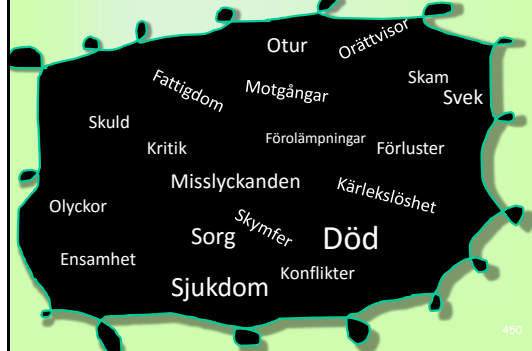 Otur
Orättvisor
Fattigdom
Motgångar
Skam
Svek
Skuld
Kritik
Förolämpningar
Förluster
Misslyckanden
Kärlekslöshet
Olyckor
Skymfer
Sorg
Död
Ensamhet
Konflikter
Sjukdom
450